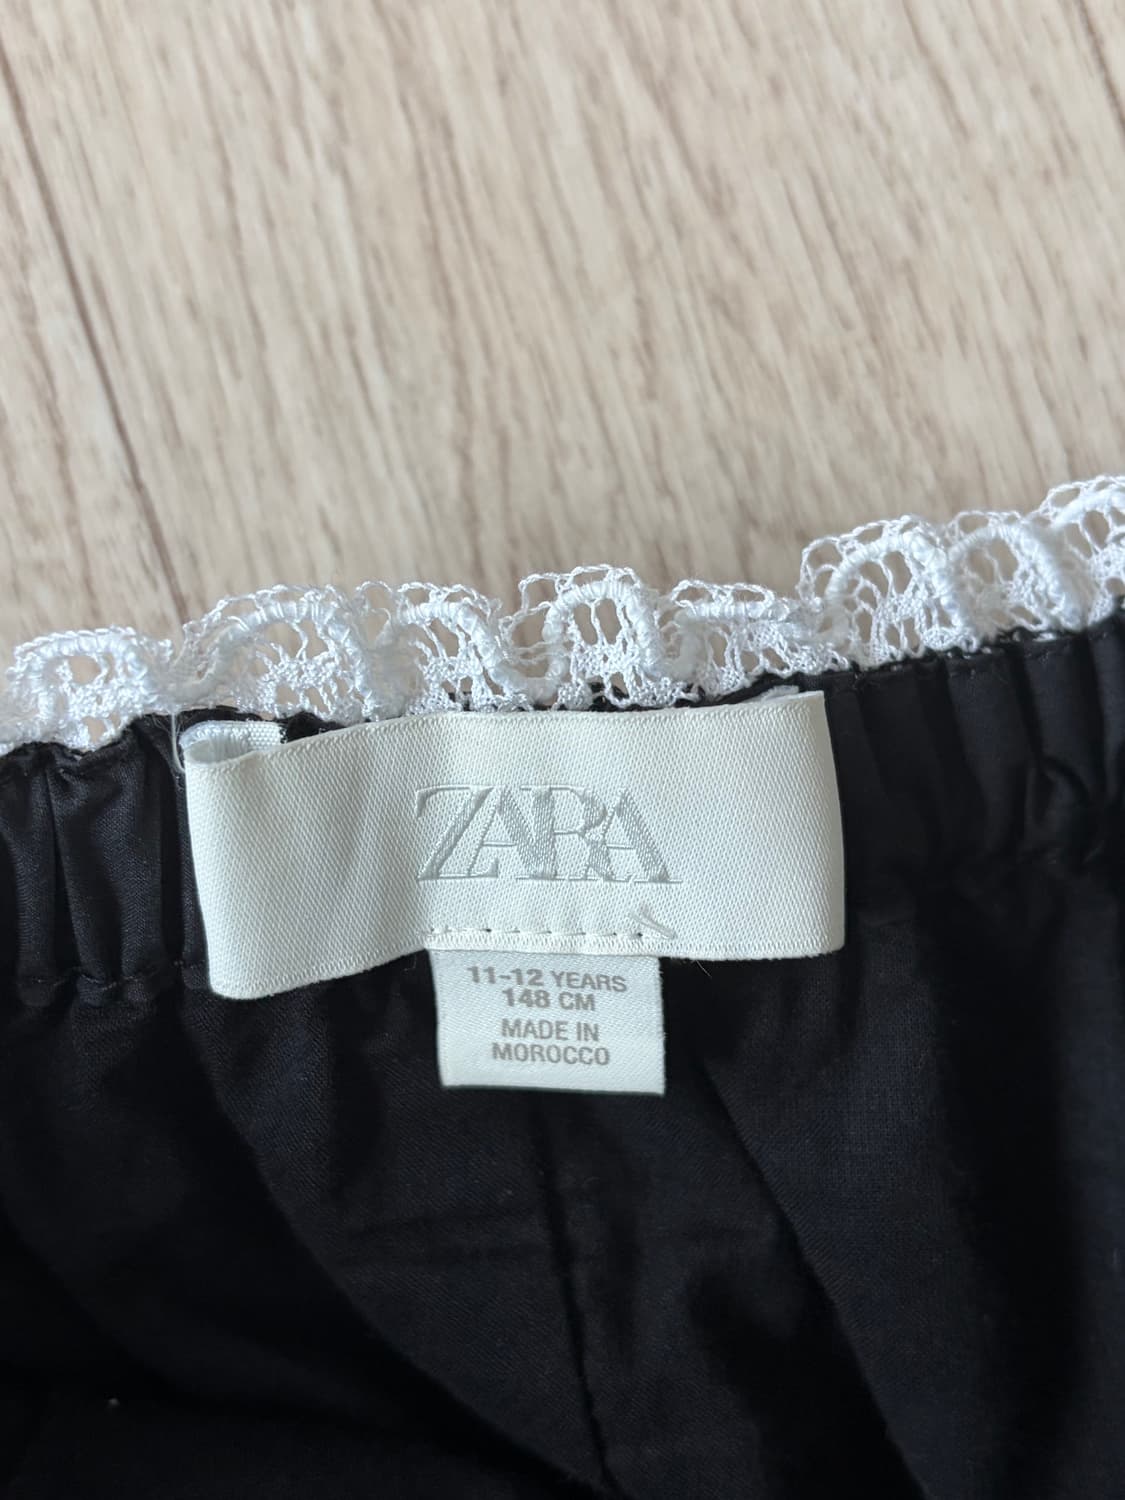 ZARA
11-12 YEARS
148 CM
MADE IN
MOROCCO